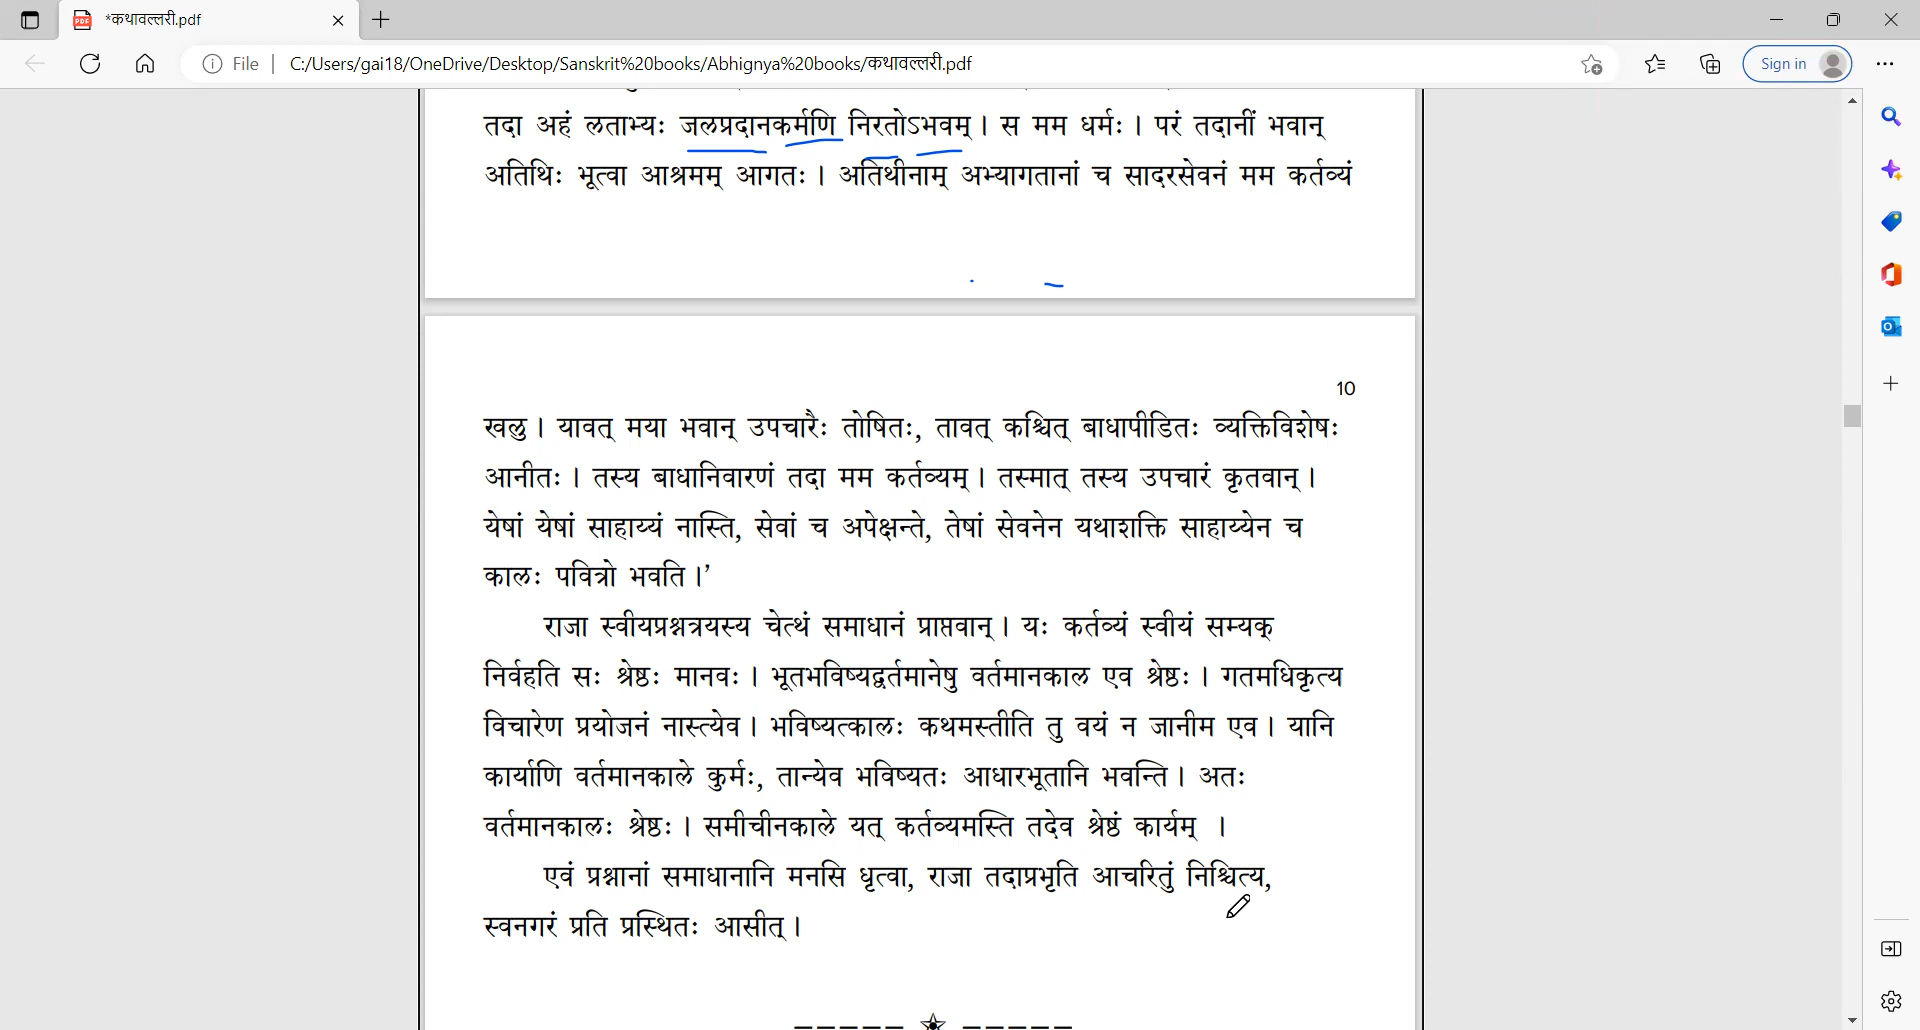 *कथावल्लरी.pdf
File
C:/Users/gai18/OneDrive/Desktop/Sanskrit%20books/Abhignya%20books/कथावल्लरी.pdf
Sign in
तदा अहं लताभ्यः जलप्रदानकर्मणि निरतोऽभवम् । स मम धर्मः । परं तदानीं भवान्
अतिथिः भूत्वा आश्रमम् आगतः । अतिथीनाम् अभ्यागतानां च सादरसेवनं मम कर्तव्यं
10
खलु । यावत् मया भवान् उपचारैः तोषितः, तावत् कश्चित् बाधापीडितः व्यक्तिविशेषः
आनीतः । तस्य बाधानिवारणं तदा मम कर्तव्यम् । तस्मात् तस्य उपचारं कृतवान् ।
येषां येषां साहाय्यं नास्ति, सेवां च अपेक्षन्ते, तेषां सेवनेन यथाशक्ति साहाय्येन च
कालः पवित्रो भवति ।’
राजा स्वीयप्रश्नत्रयस्य चेत्थं समाधानं प्राप्तवान् । यः कर्तव्यं स्वीयं सम्यक्
निर्वहति सः श्रेष्ठः मानवः । भूतभविष्यद्वर्तमानेषु वर्तमानकाल एव श्रेष्ठः । गतमधिकृत्य
विचारेण प्रयोजनं नास्त्येव । भविष्यत्कालः कथमस्तीति तु वयं न जानीम एव । यानि
कार्याणि वर्तमानकाले कुर्मः, तान्येव भविष्यतः आधारभूतानि भवन्ति । अतः
वर्तमानकालः श्रेष्ठः । समीचीनकाले यत् कर्तव्यमस्ति तदेव श्रेष्ठं कार्यम् ।
एवं प्रश्नानां समाधानानि मनसि धृत्वा, राजा तदाप्रभृति आचरितुं निश्चित्य,
स्वनगरं प्रति प्रस्थितः आसीत् ।